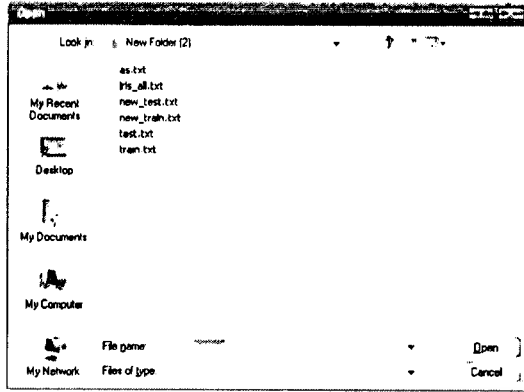 Open
Look in: New Folder (2)
as.txt
iris_all.txt
new_test.txt
new_train.txt
test.txt
train.txt
My Recent
Documents
Desktop
My Documents
My Computer
My Network
File name:
Open
Files of type:
Cancel